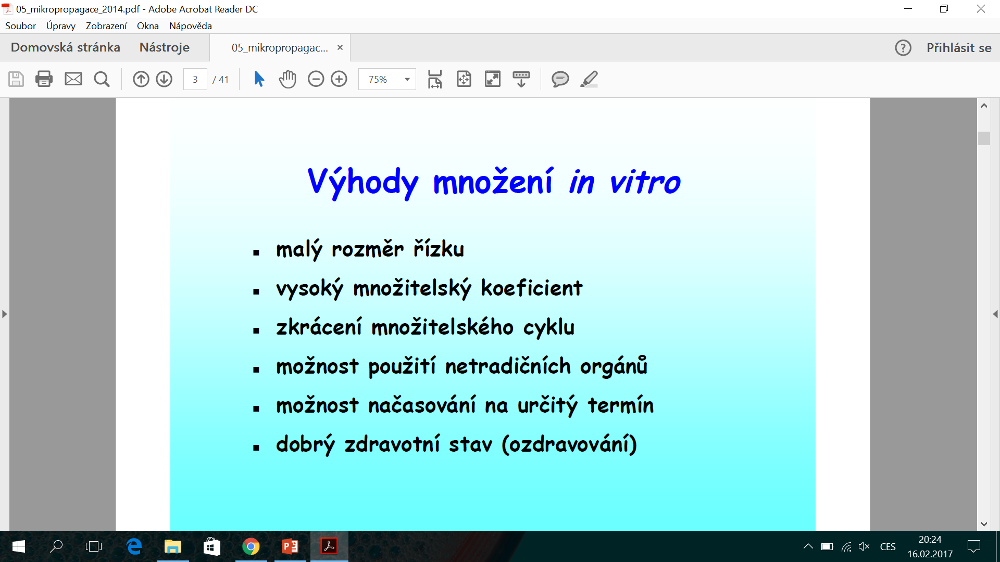 05_mikropropagace_2014.pdf - Adobe Acrobat Reader DC
Soubor Úpravy Zobrazení Okna Nápověda
Domovská stránka Nástroje 05_mikropropagac... × ? Přihlásit se
3 / 41 75%
Výhody množení in vitro
▪ malý rozměr řízku
▪ vysoký množitelský koeficient
▪ zkrácení množitelského cyklu
▪ možnost použití netradičních orgánů
▪ možnost načasování na určitý termín
▪ dobrý zdravotní stav (ozdravování)
CES 20:24
16.02.2017